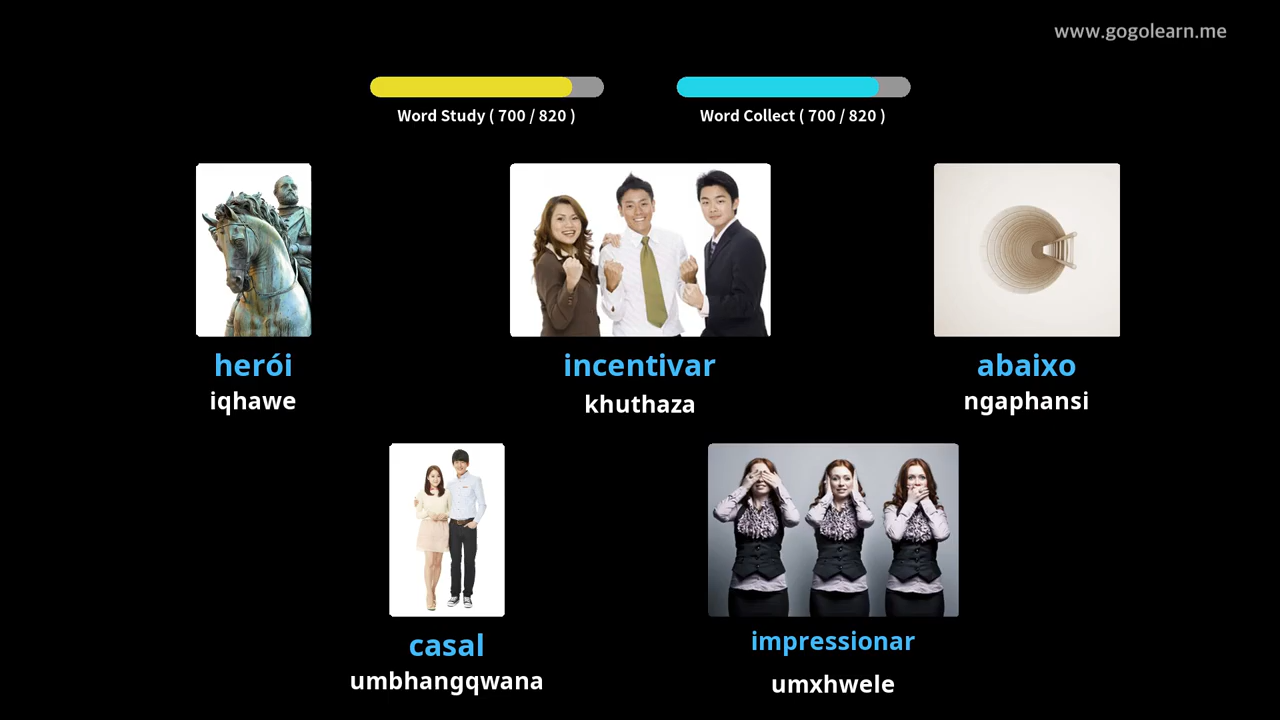 www.gogolearn.me
Word Study ( 700 / 820 )
Word Collect ( 700 / 820 )
herói
iqhawe
incentivar
khuthaza
abaixo
ngaphansi
casal
umbhangqwana
impressionar
umxhwele